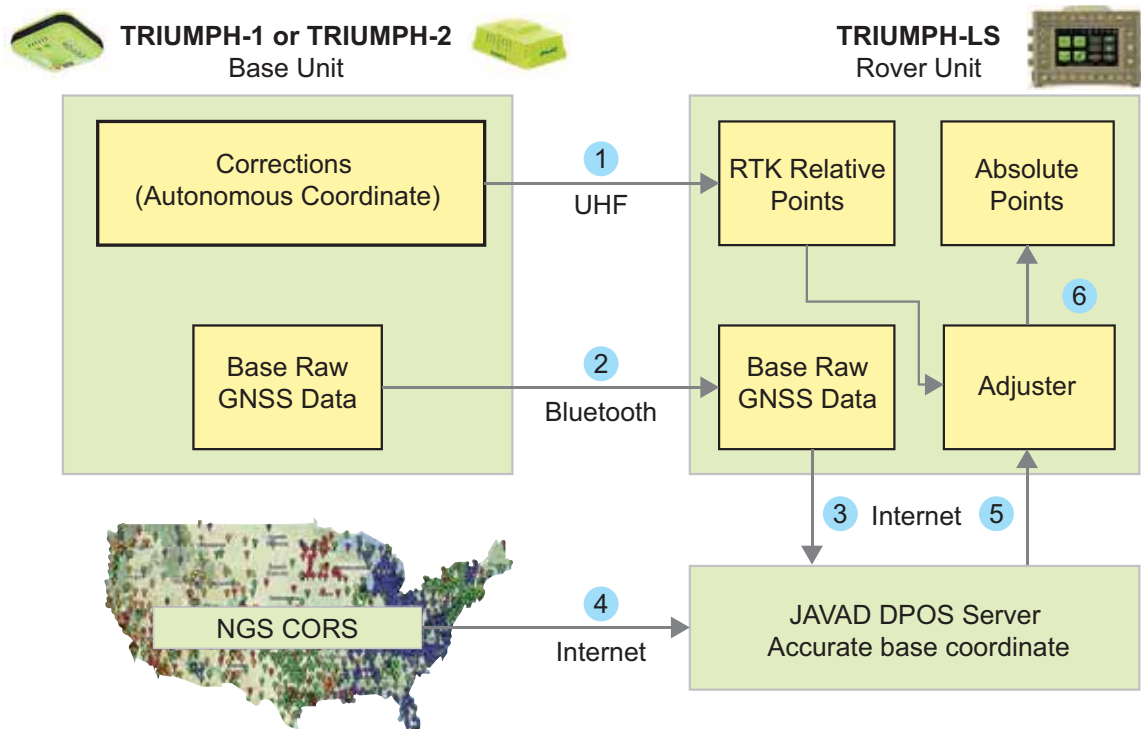 TRIUMPH-1 or TRIUMPH-2
Base Unit
TRIUMPH-LS
Rover Unit
Corrections
(Autonomous Coordinate)
1
UHF
RTK Relative
Points
Absolute
Points
6
Base Raw
GNSS Data
2
Bluetooth
Base Raw
GNSS Data
Adjuster
3
Internet
5
NGS CORS
4
Internet
JAVAD DPOS Server
Accurate base coordinate